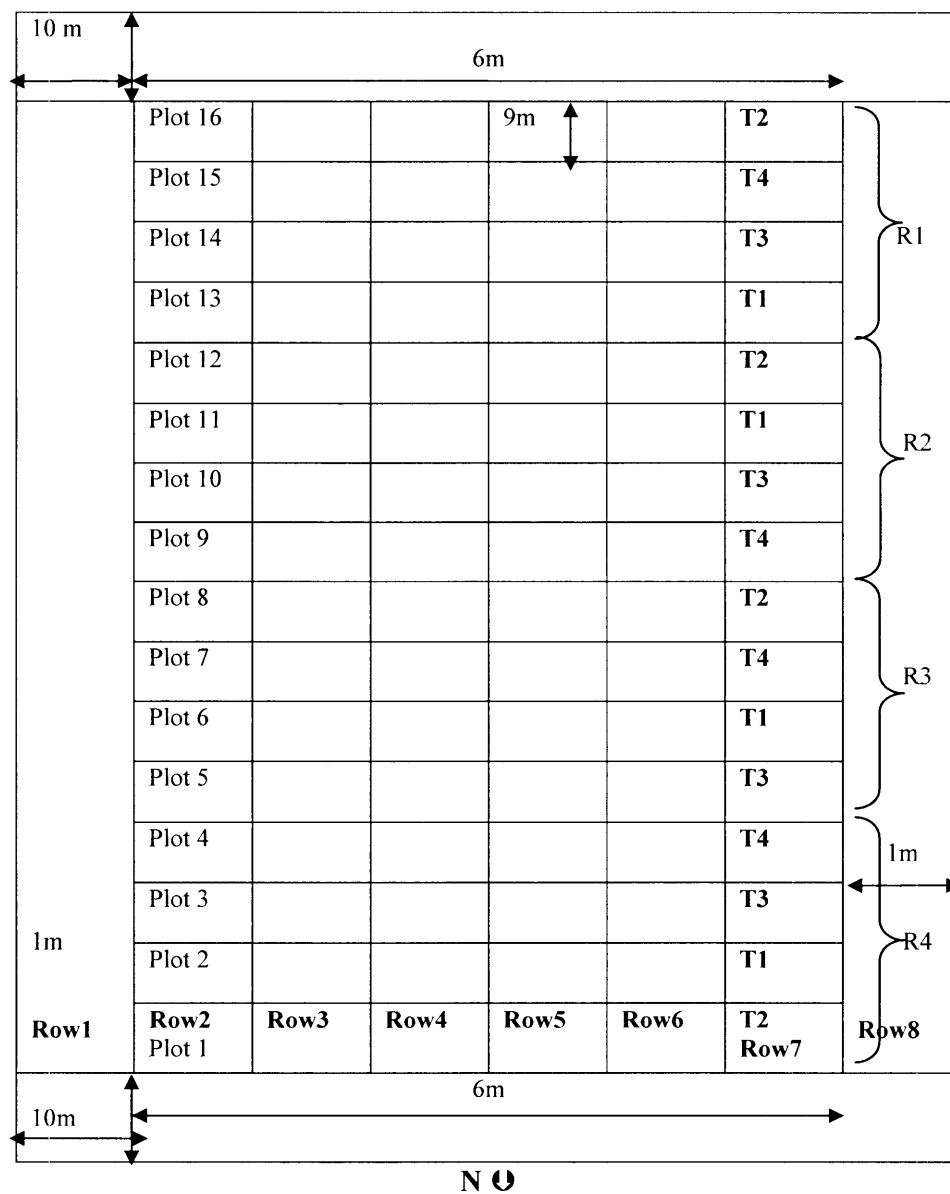 10 m
6m
Plot 16 9m T2
Plot 15 T4
Plot 14 T3
R1
Plot 13 T1
Plot 12 T2
Plot 11 T1
R2
Plot 10 T3
Plot 9 T4
Plot 8 T2
Plot 7 T4
R3
Plot 6 T1
Plot 5 T3
Plot 4 T4
1m
Plot 3 T3
1m R4
Plot 2 T1
Row1 Row2 Row3 Row4 Row5 Row6 T2 Row8
Plot 1 Row7
6m
10m
N